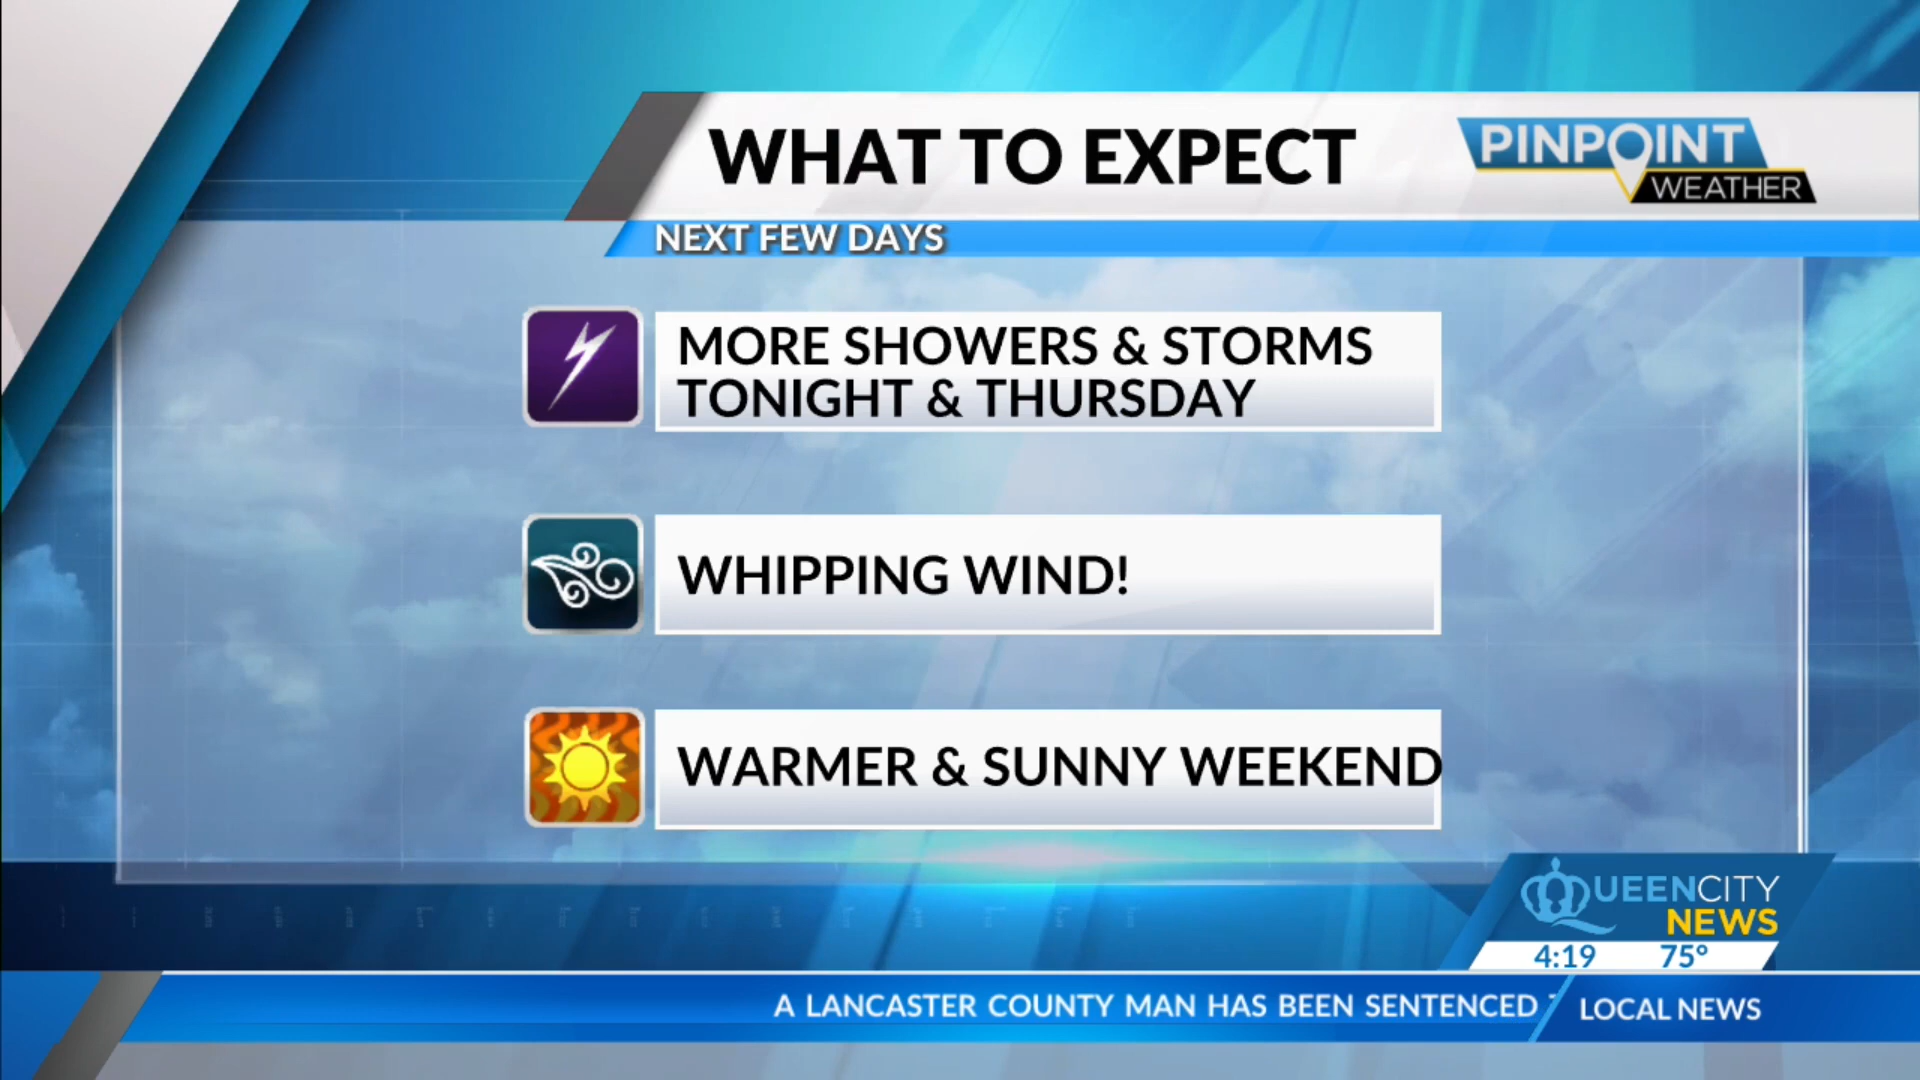 WHAT TO EXPECT
PINPOINT
WEATHER
NEXT FEW DAYS
MORE SHOWERS & STORMS
TONIGHT & THURSDAY
WHIPPING WIND!
WARMER & SUNNY WEEKEND
QUEENCITY
NEWS
4:19 75°
A LANCASTER COUNTY MAN HAS BEEN SENTENCED
LOCAL NEWS